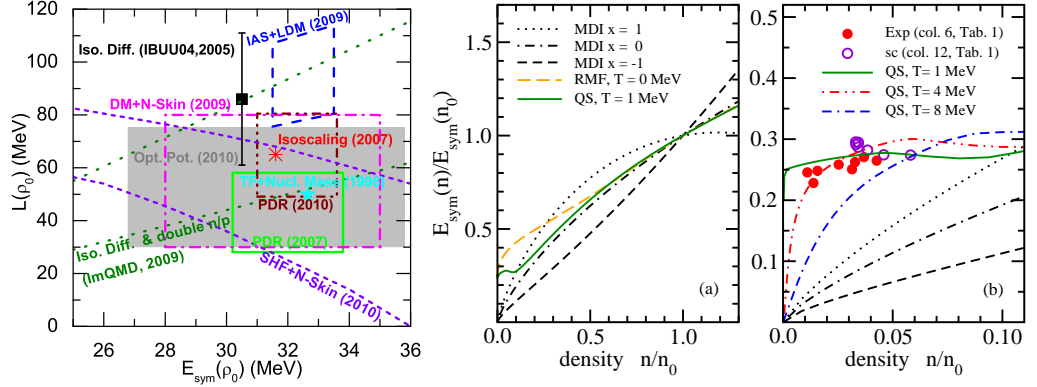 120
100
80
60
40
20
0
L(ρ0) (MeV)
26
28
30
32
34
36
Esym(ρ0) (MeV)
IAS+LDM (2009)
Iso. Diff. (IBUU04,2005)
DM+N-Skin (2009)
Isoscaling (2007)
Opt. Pot. (2010)
TF+Nucl. Mass (1996)
PDR (2010)
PDR (2007)
Iso. Diff. & double n/p
(ImQMD, 2009)
SHF+N-Skin (2010)
Esym(n)/Esym(n0)
1.5
1.0
0.5
0.0
0.5
1.0
density n/n0
MDI x = 1
MDI x = 0
MDI x = -1
RMF, T = 0 MeV
QS, T = 1 MeV
(a)
0.5
0.4
0.3
0.2
0.1
0.0
0.05
0.1
density n/n0
Exp (col. 6, Tab. 1)
sc (col. 12, Tab. 1)
QS, T= 1 MeV
QS, T= 4 MeV
QS, T= 8 MeV
(b)